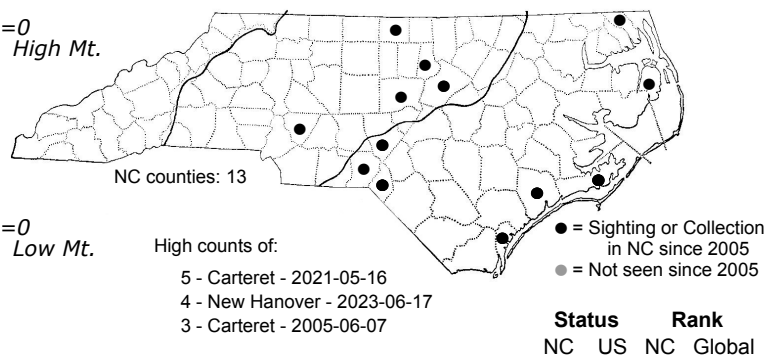 =0
High Mt.
NC counties: 13
=0
Low Mt.
High counts of:
5 - Carteret - 2021-05-16
4 - New Hanover - 2023-06-17
3 - Carteret - 2005-06-07
● = Sighting or Collection
in NC since 2005
● = Not seen since 2005
Status Rank
NC US NC Global